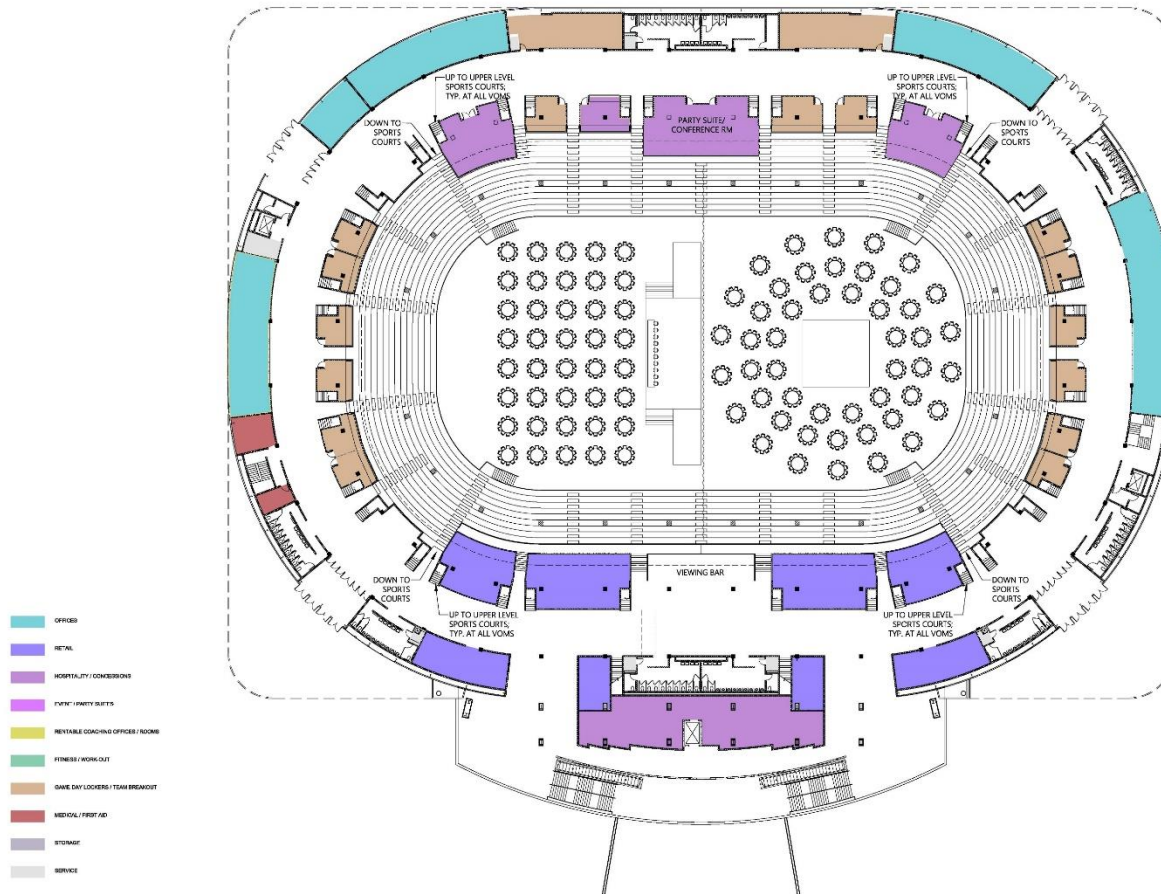 UP TO UPPER LEVEL
SPORTS COURTS;
TYP. AT ALL VOMS
UP TO UPPER LEVEL
SPORTS COURTS;
TYP. AT ALL VOMS
DOWN TO
SPORTS
COURTS
PARTY SUITE/
CONFERENCE RM
DOWN TO
SPORTS
COURTS
DOWN TO
SPORTS
COURTS
VIEWING BAR
DOWN TO
SPORTS
COURTS
UP TO UPPER LEVEL
SPORTS COURTS;
TYP. AT ALL VOMS
UP TO UPPER LEVEL
SPORTS COURTS;
TYP. AT ALL VOMS
OFFICES
RETAIL
HOSPITALITY / CONCESSIONS
EVENT / PARTY SUITES
RENTABLE COACHING OFFICES / ROOMS
FITNESS / WORK OUT
GAME DAY LOCKERS / TEAM BREAKOUT
MEDICAL / FIRST AID
STORAGE
SERVICE